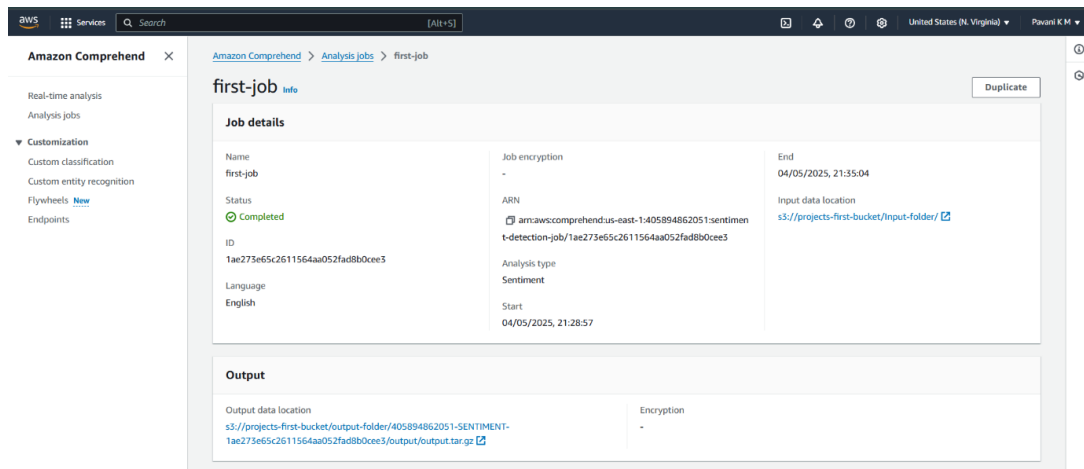 aws
Services
Search
[Alt+S]
United States (N. Virginia)
Pavani K M
Amazon Comprehend
Real-time analysis
Analysis jobs
Customization
Custom classification
Custom entity recognition
Flywheels New
Endpoints
Amazon Comprehend > Analysis jobs > first-job
first-job Info
Duplicate
Job details
Name
first-job
Status
Completed
ID
1ae273e65c2611564aa052fad8b0cee3
Language
English
Job encryption
-
ARN
arn:aws:comprehend:us-east-1:405894862051:sentimen
t-detection-job/1ae273e65c2611564aa052fad8b0cee3
Analysis type
Sentiment
Start
04/05/2025, 21:28:57
End
04/05/2025, 21:35:04
Input data location
s3://projects-first-bucket/Input-folder/
Output
Output data location
s3://projects-first-bucket/output-folder/405894862051-SENTIMENT-
1ae273e65c2611564aa052fad8b0cee3/output/output.tar.gz
Encryption
-